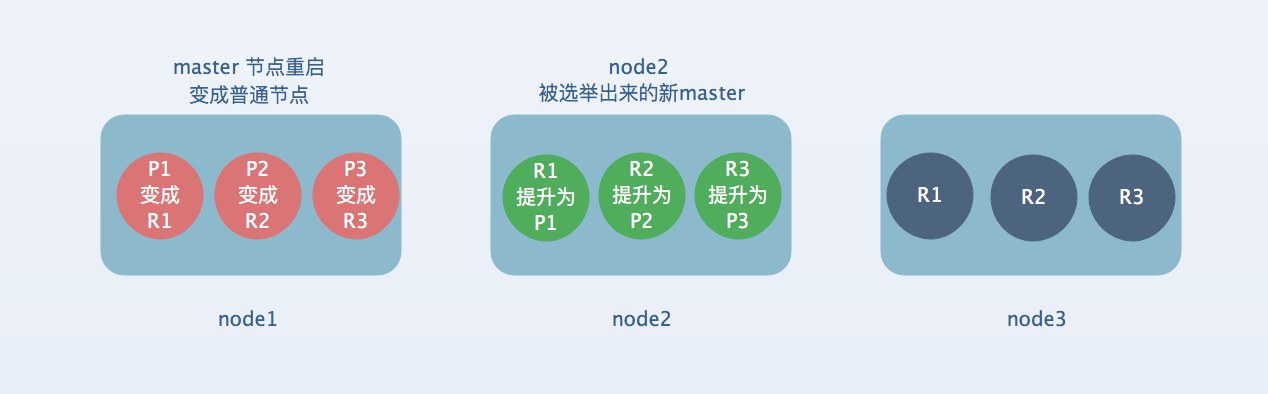 master 节点重启
变成普通节点
node2
被选举出来的新master
P1
变成
R1
P2
变成
R2
P3
变成
R3
R1
提升为
P1
R2
提升为
P2
R3
提升为
P3
R1
R2
R3
node1
node2
node3